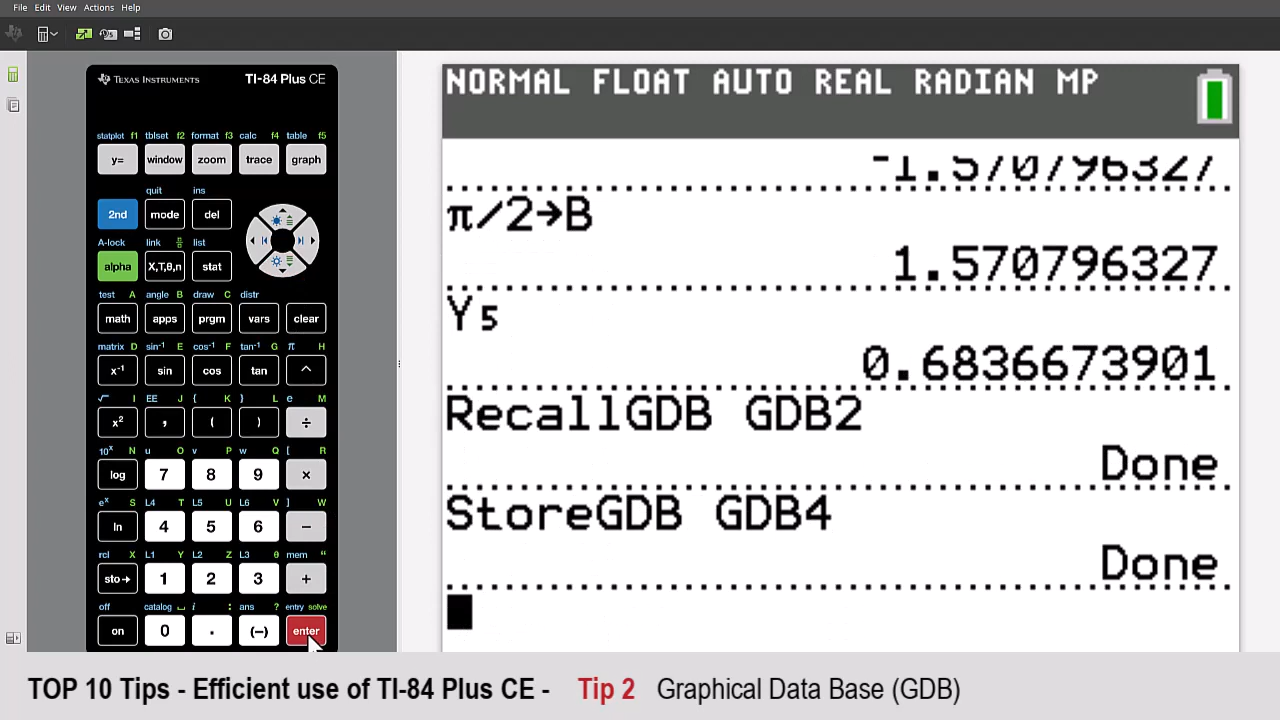 File Edit View Actions Help
TEXAS INSTRUMENTS TI-84 Plus CE
statplot f1 tblset f2 format f3 calc f4 table f5
y= window zoom trace graph
quit ins
2nd mode del
A-lock link list
alpha X,T,θ,n stat
test A angle B draw C distr
math apps prgm vars clear
matrix D sin⁻¹ E cos⁻¹ F tan⁻¹ G π H
x⁻¹ sin cos tan ^
√ I EE J { K } L e M
x² , ( ) ÷
10ˣ N u O v P w Q [ R
log 7 8 9 ×
eˣ S L4 T L5 U L6 V ] W
ln 4 5 6 −
rcl X L1 Y L2 Z L3 θ mem "
sto→ 1 2 3 +
off catalog ⎵ i : ans ? entry solve
on 0 . (−) enter
NORMAL FLOAT AUTO REAL RADIAN MP
-1.570796327
π/2→B
1.570796327
Y5
0.6836673901
RecallGDB GDB2
Done
StoreGDB GDB4
Done
TOP 10 Tips - Efficient use of TI-84 Plus CE - Tip 2 Graphical Data Base (GDB)